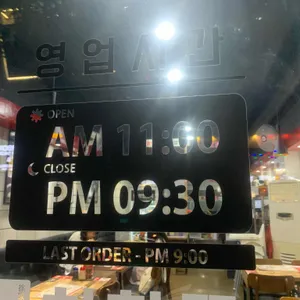 영업시간
OPEN
AM 11:00
CLOSE
PM 09:30
LAST ORDER - PM 9:00